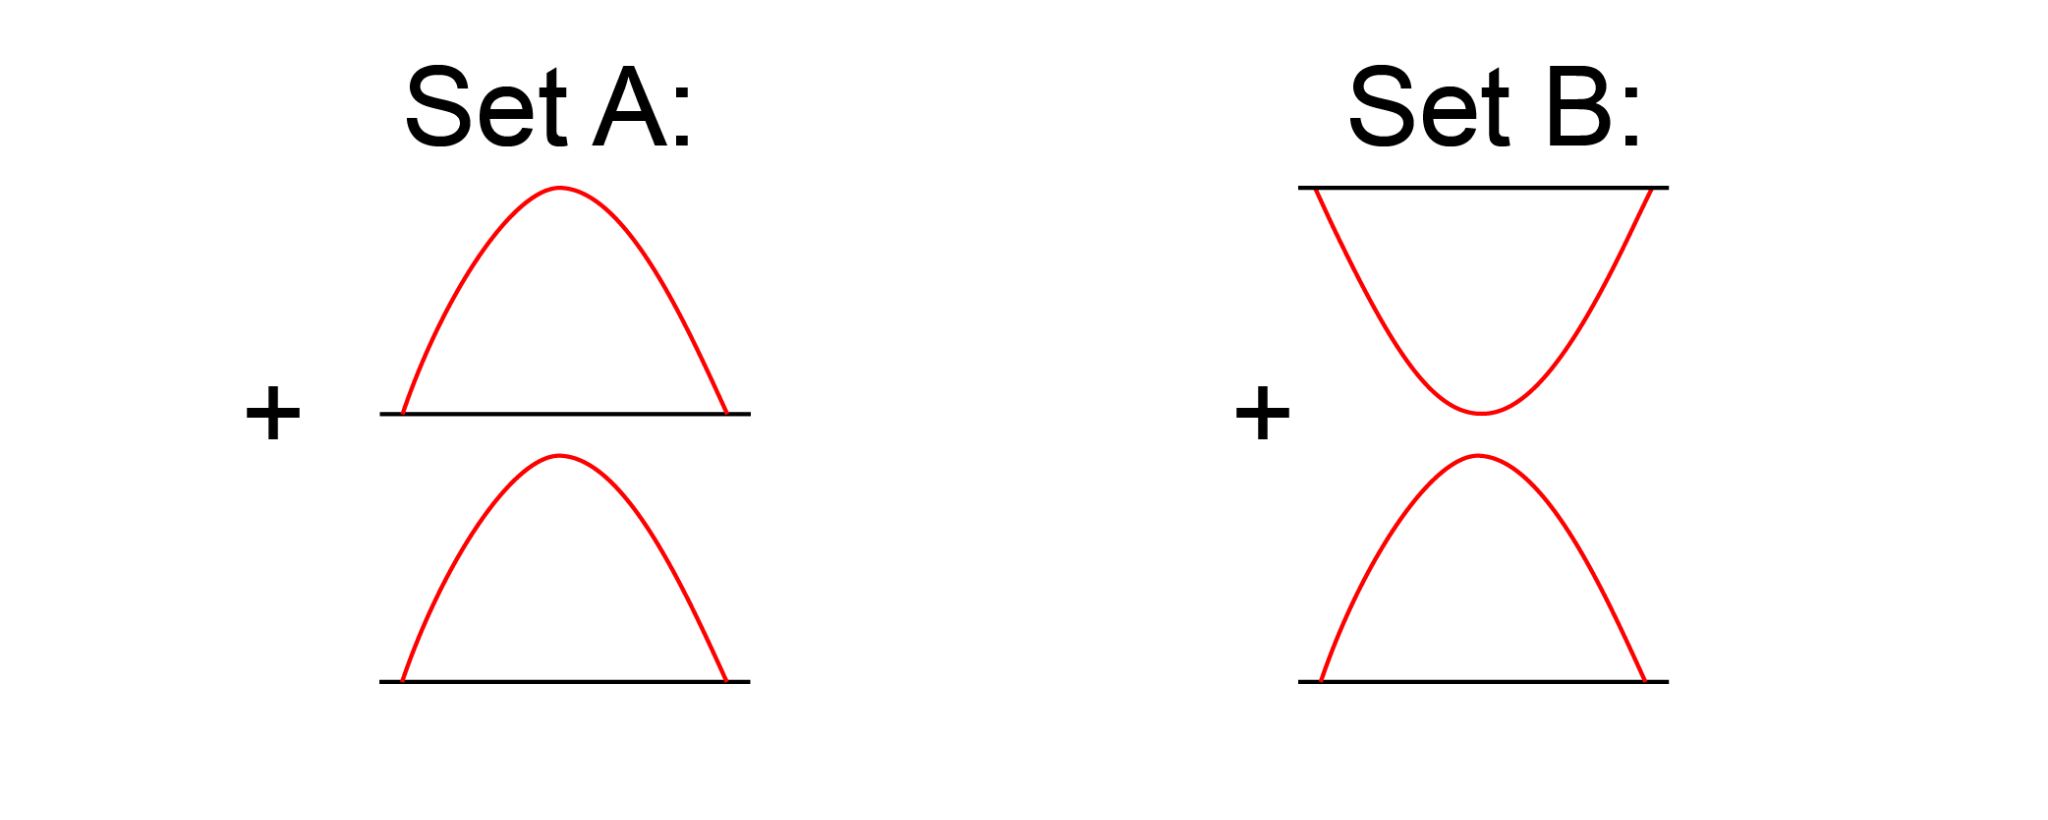 Set A:
Set B:
+
+